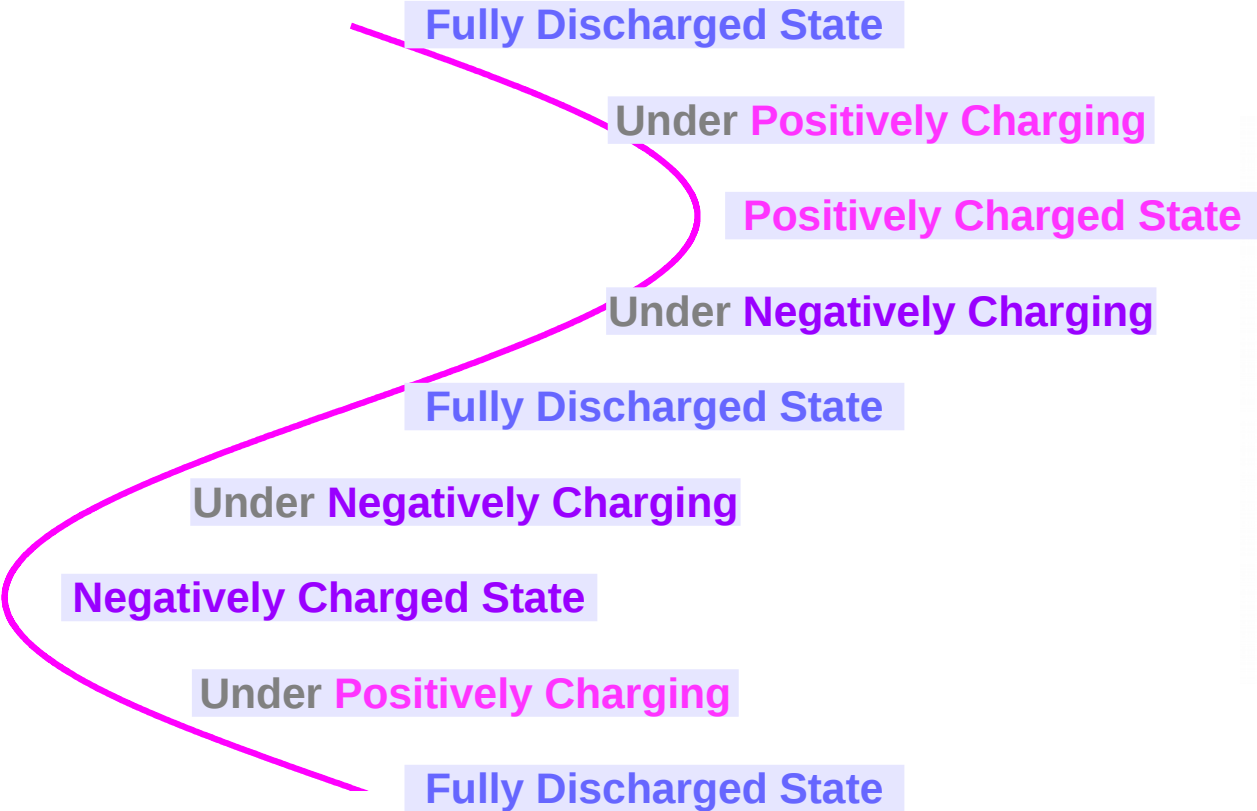 Fully Discharged State
Under Positively Charging
Positively Charged State
Under Negatively Charging
Fully Discharged State
Under Negatively Charging
Negatively Charged State
Under Positively Charging
Fully Discharged State